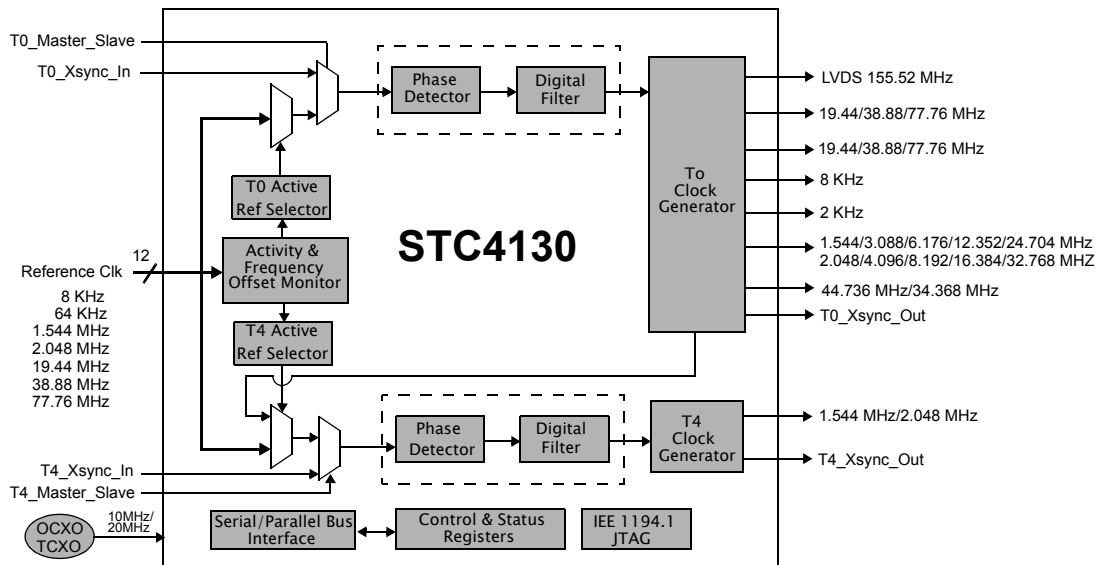 T0_Master_Slave
T0_Xsync_In
Phase
Detector
Digital
Filter
To
Clock
Generator
LVDS 155.52 MHz
19.44/38.88/77.76 MHz
19.44/38.88/77.76 MHz
8 KHz
2 KHz
1.544/3.088/6.176/12.352/24.704 MHz
2.048/4.096/8.192/16.384/32.768 MHZ
44.736 MHz/34.368 MHz
T0_Xsync_Out
T0 Active
Ref Selector
STC4130
Activity &
Frequency
Offset Monitor
12
Reference Clk
8 KHz
64 KHz
1.544 MHz
2.048 MHz
19.44 MHz
38.88 MHz
77.76 MHz
T4 Active
Ref Selector
Phase
Detector
Digital
Filter
T4
Clock
Generator
1.544 MHz/2.048 MHz
T4_Xsync_Out
T4_Xsync_In
T4_Master_Slave
OCXO
TCXO
10MHz/
20MHz
Serial/Parallel Bus
Interface
Control & Status
Registers
IEE 1194.1
JTAG